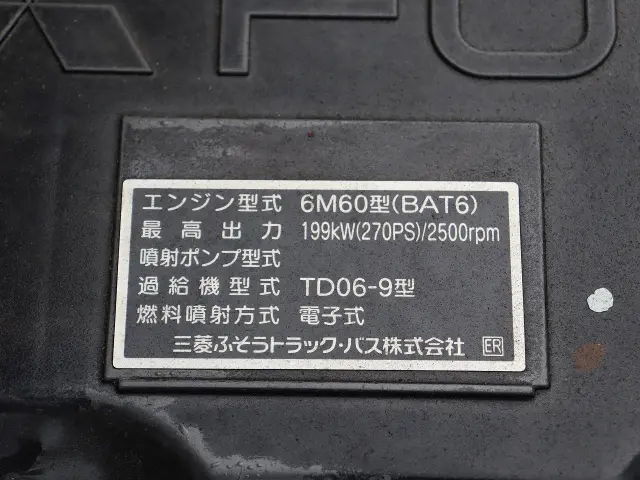 FU
エンジン型式 6M60型(BAT6)
最高出力 199kW(270PS)/2500rpm
噴射ポンプ型式
過給機型式 TD06-9型
燃料噴射方式 電子式
三菱ふそうトラック・バス株式会社 ER